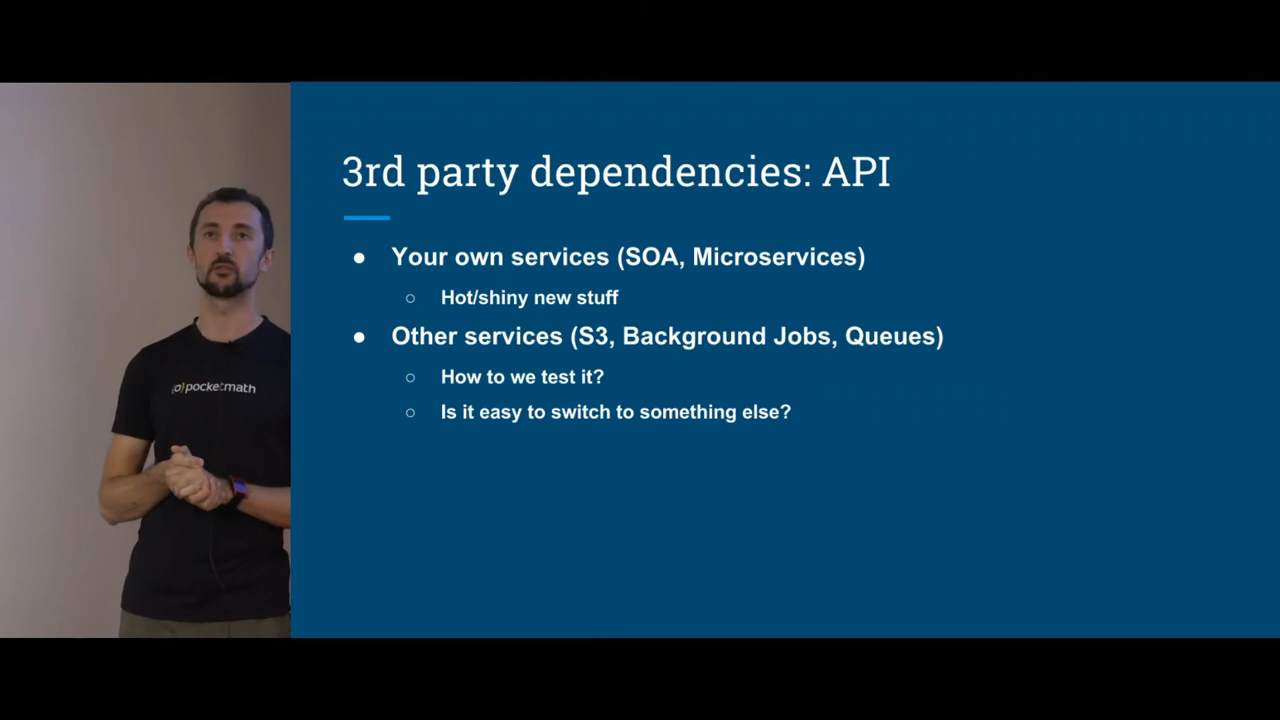 3rd party dependencies: API
● Your own services (SOA, Microservices)
○ Hot/shiny new stuff
● Other services (S3, Background Jobs, Queues)
○ How to we test it?
○ Is it easy to switch to something else?
{o}pocketmath